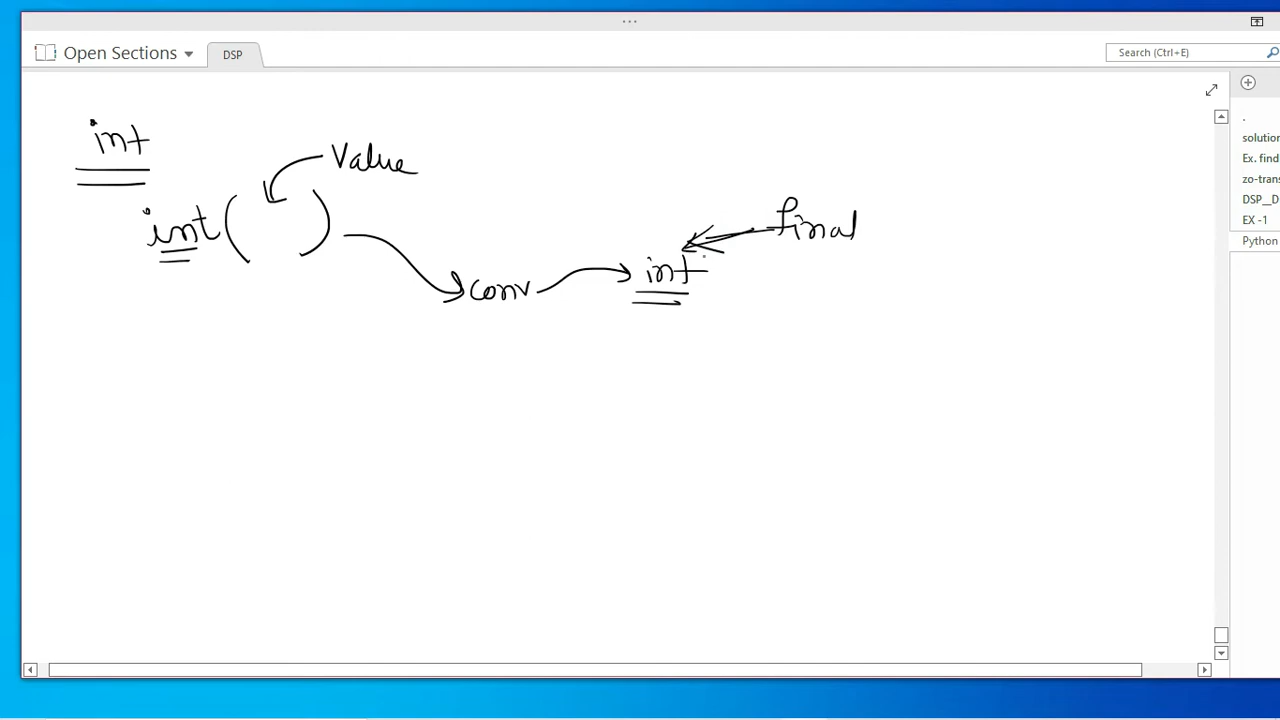 ...
Open Sections
DSP
Search (Ctrl+E)
int
Value
int( )
final
conv
int
.
solution
Ex. find
zo-trans
DSP__D
EX -1
Python